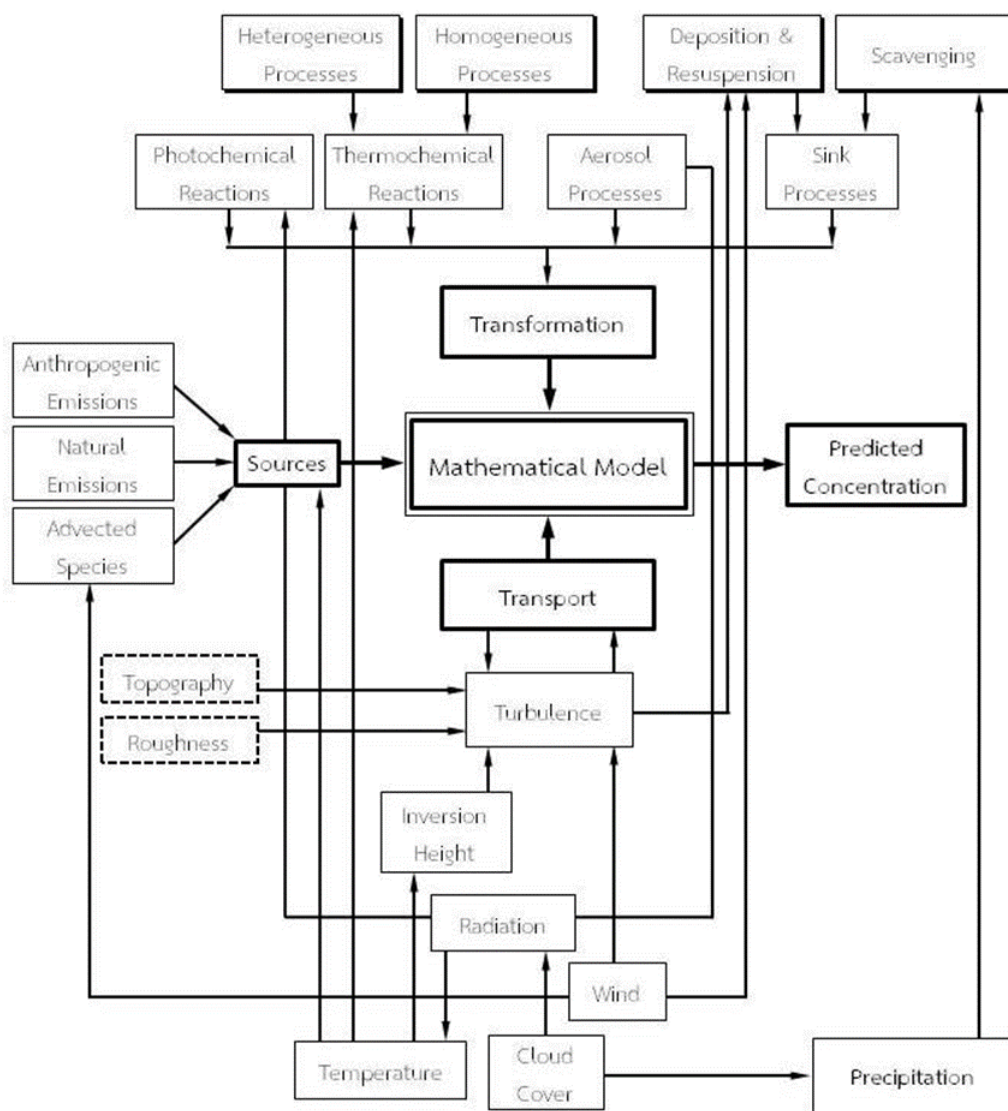 Heterogeneous
Processes
Homogeneous
Processes
Deposition &
Resuspension
Scavenging
Photochemical
Reactions
Thermochemical
Reactions
Aerosol
Processes
Sink
Processes
Transformation
Anthropogenic
Emissions
Natural
Emissions
Advected
Species
Sources
Mathematical Model
Predicted
Concentration
Transport
Topography
Roughness
Turbulence
Inversion
Height
Radiation
Wind
Temperature
Cloud
Cover
Precipitation